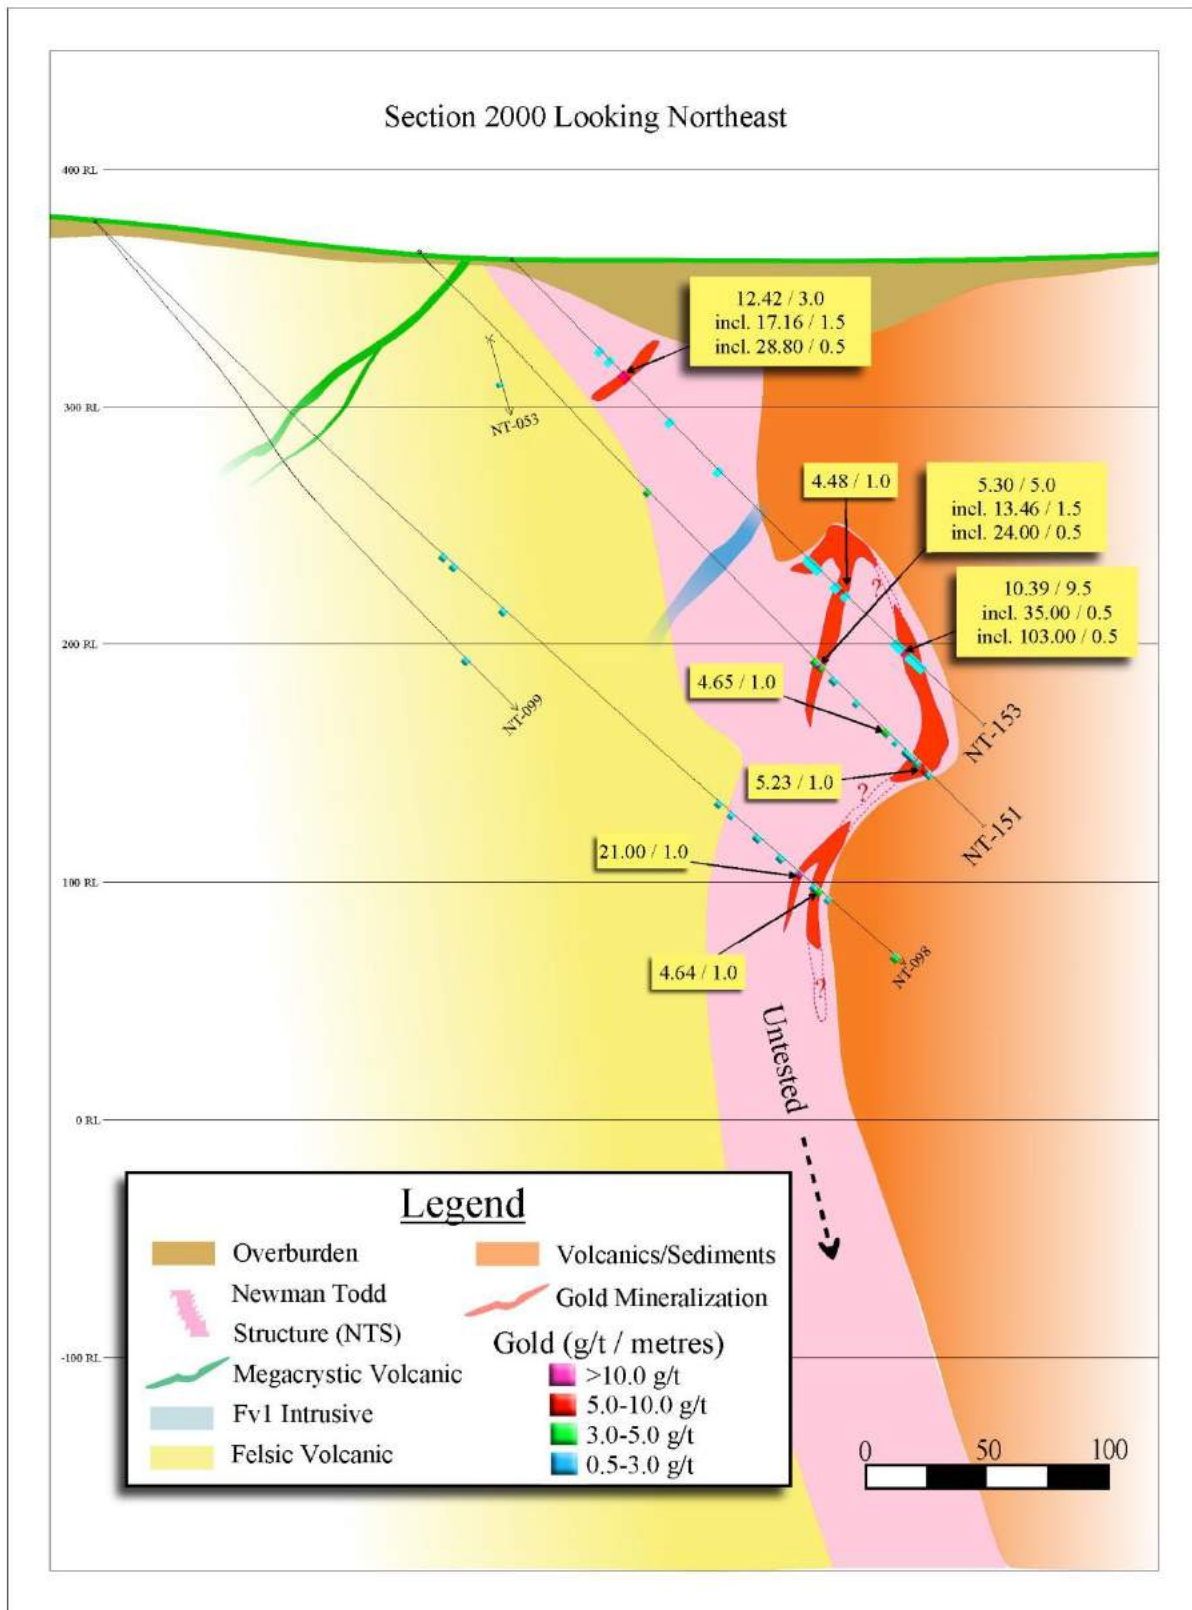 Section 2000 Looking Northeast
400 RL
12.42 / 3.0
incl. 17.16 / 1.5
incl. 28.80 / 0.5
300 RL
NT-053
4.48 / 1.0
5.30 / 5.0
incl. 13.46 / 1.5
incl. 24.00 / 0.5
?
10.39 / 9.5
incl. 35.00 / 0.5
incl. 103.00 / 0.5
200 RL
4.65 / 1.0
NT-099
NT-153
5.23 / 1.0
?
NT-151
21.00 / 1.0
100 RL
4.64 / 1.0
NT-098
?
Untested
0 RL
Legend
Overburden
Newman Todd
Structure (NTS)
Megacrystic Volcanic
Fv1 Intrusive
Felsic Volcanic
Volcanics/Sediments
Gold Mineralization
Gold (g/t / metres)
>10.0 g/t
5.0-10.0 g/t
3.0-5.0 g/t
0.5-3.0 g/t
-100 RL
0 50 100